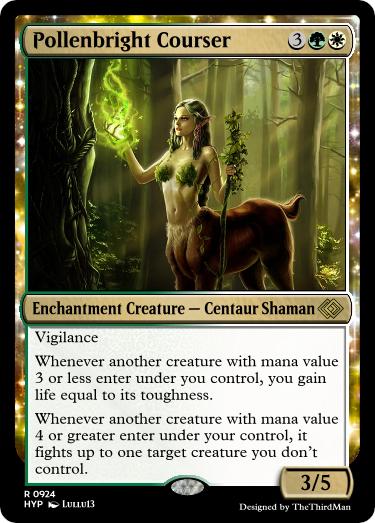 Pollenbright Courser 3
Enchantment Creature — Centaur Shaman
Vigilance
Whenever another creature with mana value
3 or less enter under you control, you gain
life equal to its toughness.
Whenever another creature with mana value
4 or greater enter under your control, it
fights up to one target creature you don't
control.
3/5
R 0924
HYP Lullu13
Designed by TheThirdMan